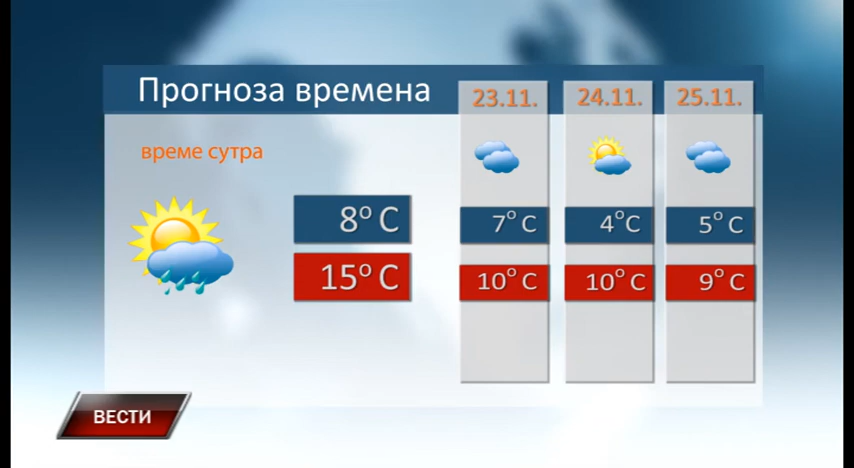 Прогноза времена
време сутра
8° C
15° C
23.11.
24.11.
25.11.
7° C
4°C
5° C
10° C
10° C
9° C
ВЕСТИ